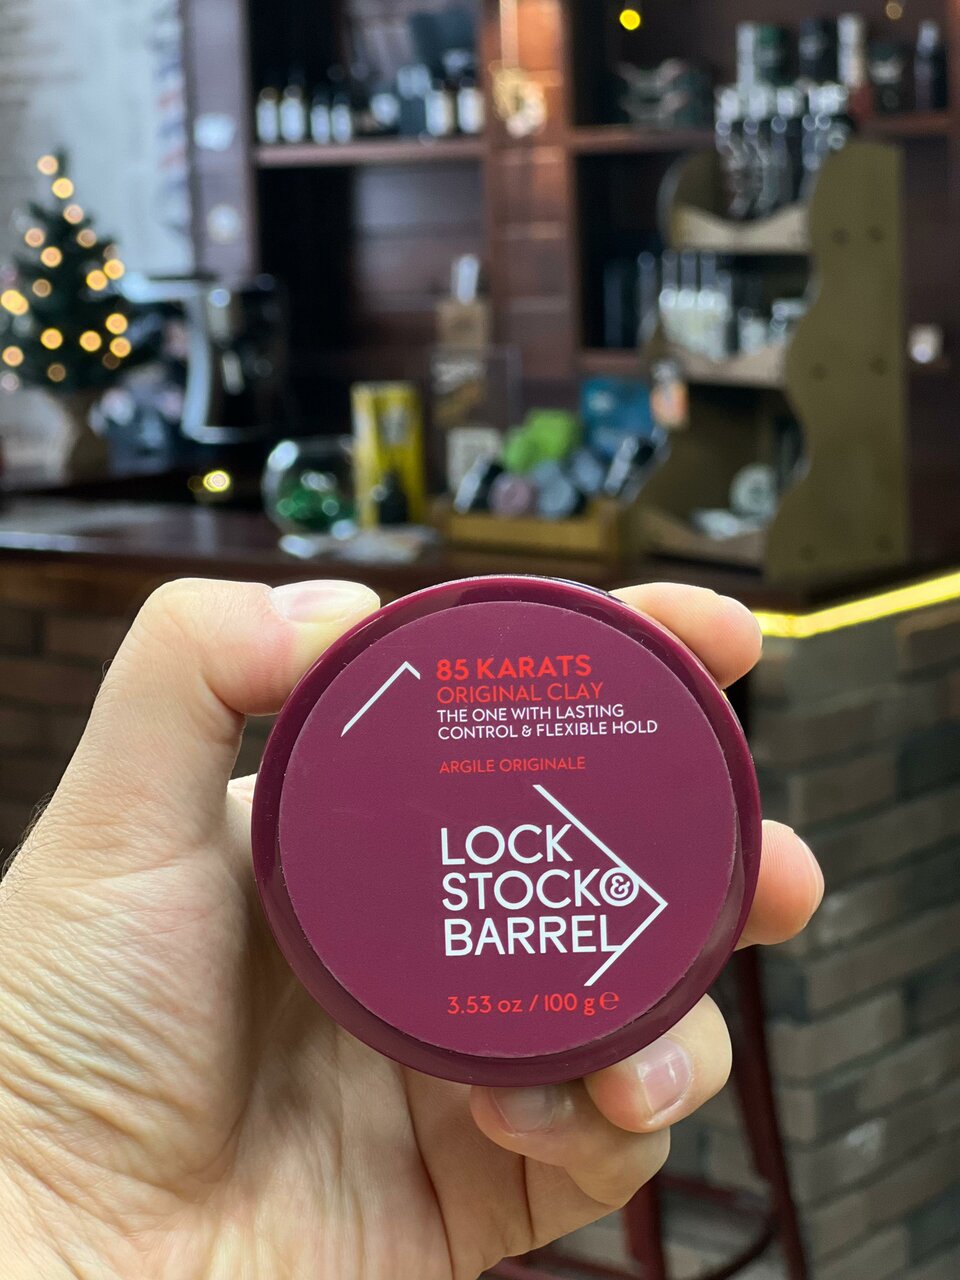 85 KARATS
ORIGINAL CLAY
THE ONE WITH LASTING
CONTROL & FLEXIBLE HOLD
ARGILE ORIGINALE
LOCK
STOCK &
BARREL
3.53 oz / 100 g ℮